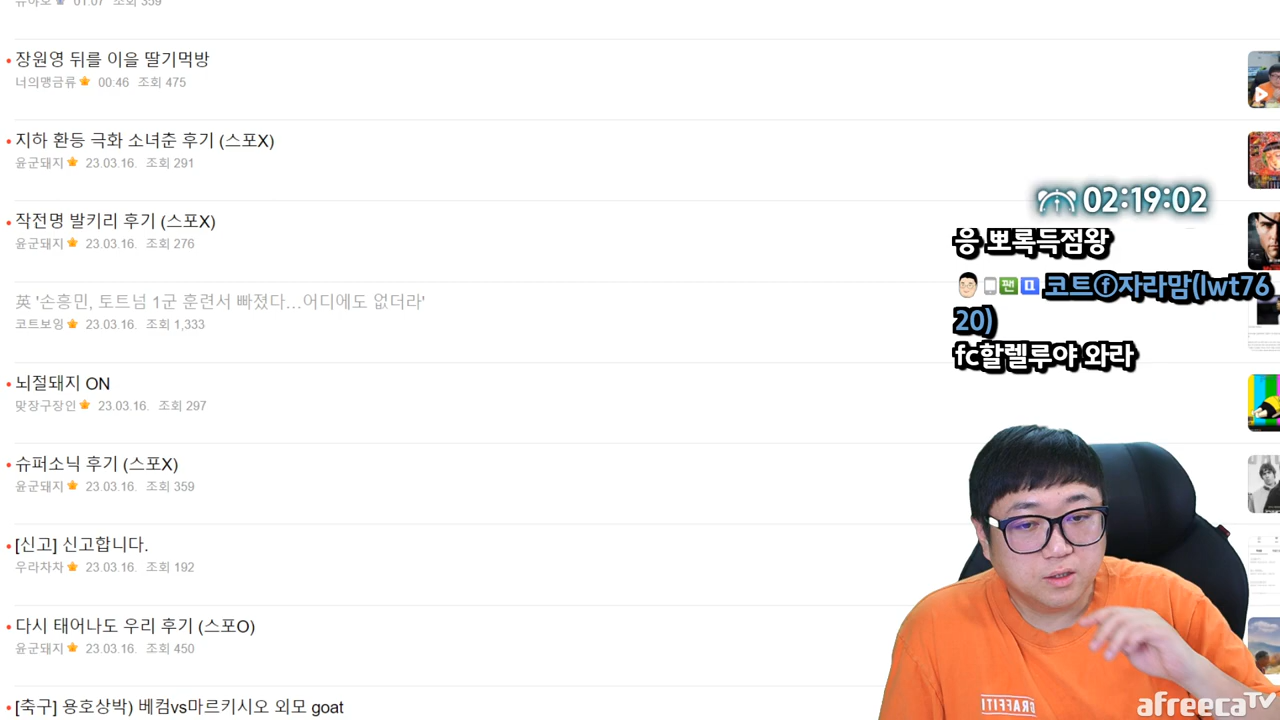 장원영 뒤를 이을 딸기먹방
너의맹금류 00:46 조회 475
지하 환등 극화 소녀춘 후기 (스포X)
윤군돼지 23.03.16. 조회 291
작전명 발키리 후기 (스포X)
윤군돼지 23.03.16. 조회 276
英 '손흥민, 토트넘 1군 훈련서 빠졌다…어디에도 없더라'
코트보잉 23.03.16. 조회 1,333
뇌절돼지 ON
맞장구장인 23.03.16. 조회 297
슈퍼소닉 후기 (스포X)
윤군돼지 23.03.16. 조회 359
[신고] 신고합니다.
우라차차 23.03.16. 조회 192
다시 태어나도 우리 후기 (스포O)
윤군돼지 23.03.16. 조회 450
[축구] 용호상박) 베컴vs마르키시오 외모 goat
02:19:02
응 뽀록득점왕
팬 코트ⓕ자라맘(lwt76
20)
fc할렐루야 와라
GRAFFITI
afreecaTV